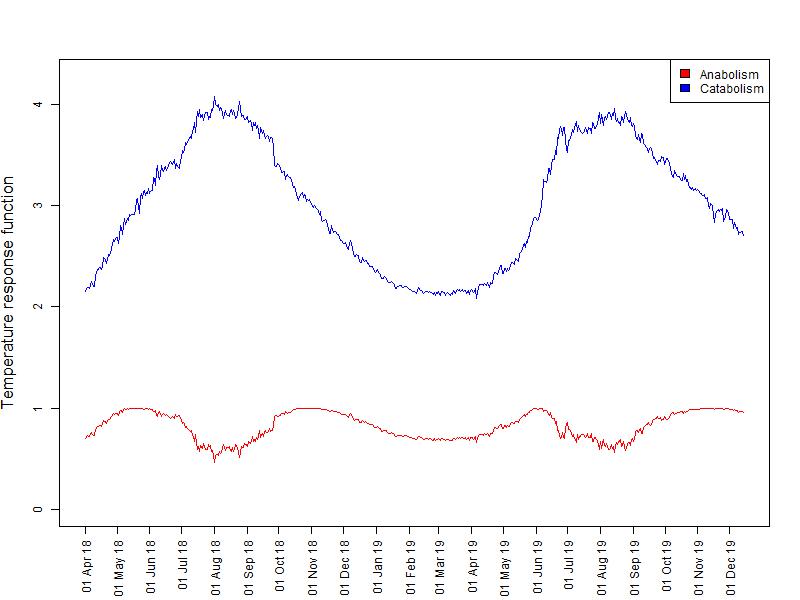 Anabolism
Catabolism
Temperature response function
4
3
2
1
0
01 Apr 18
01 May 18
01 Jun 18
01 Jul 18
01 Aug 18
01 Sep 18
01 Oct 18
01 Nov 18
01 Dec 18
01 Jan 19
01 Feb 19
01 Mar 19
01 Apr 19
01 May 19
01 Jun 19
01 Jul 19
01 Aug 19
01 Sep 19
01 Oct 19
01 Nov 19
01 Dec 19